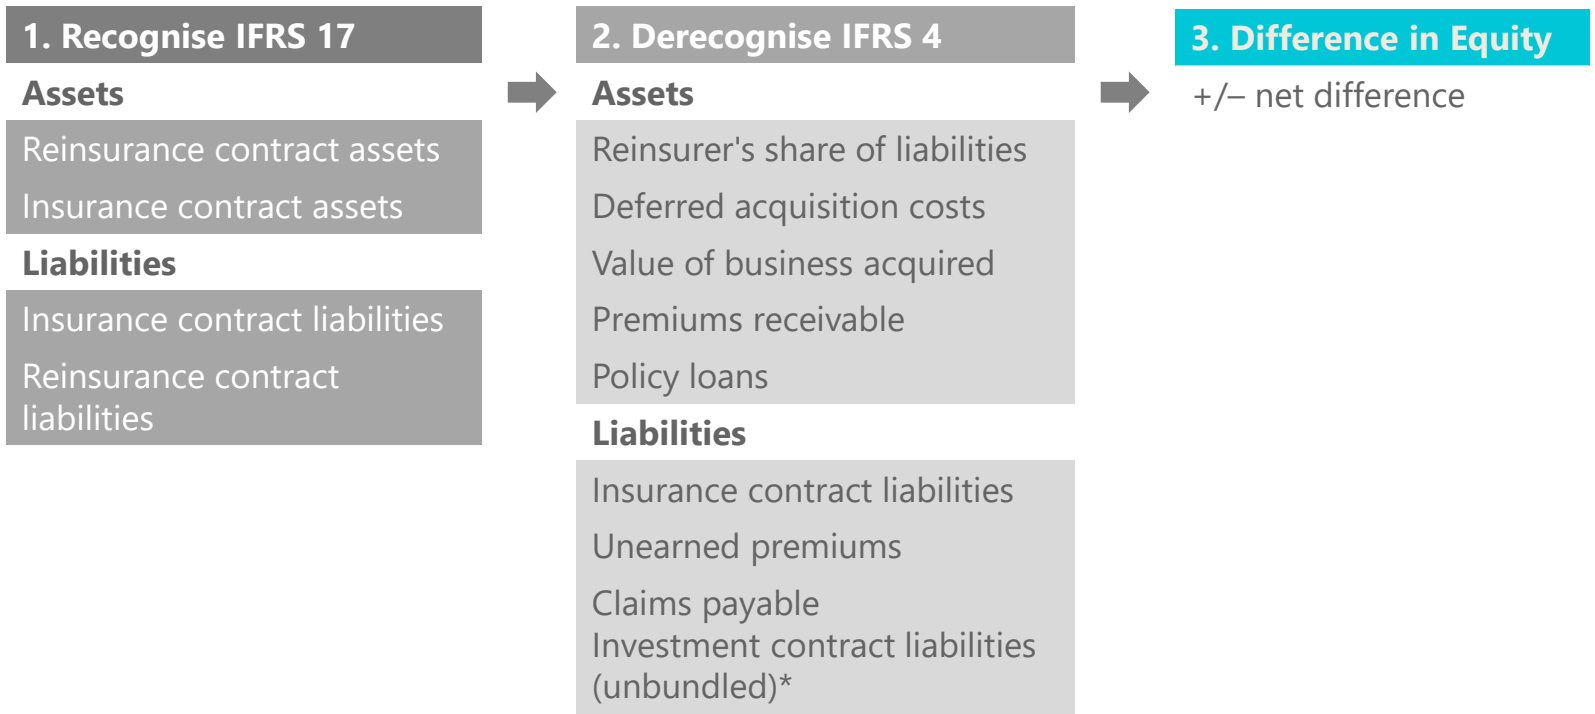 1. Recognise IFRS 17
Assets
Reinsurance contract assets
Insurance contract assets
Liabilities
Insurance contract liabilities
Reinsurance contract
liabilities
2. Derecognise IFRS 4
Assets
Reinsurer's share of liabilities
Deferred acquisition costs
Value of business acquired
Premiums receivable
Policy loans
Liabilities
Insurance contract liabilities
Unearned premiums
Claims payable
Investment contract liabilities
(unbundled)*
3. Difference in Equity
+/– net difference